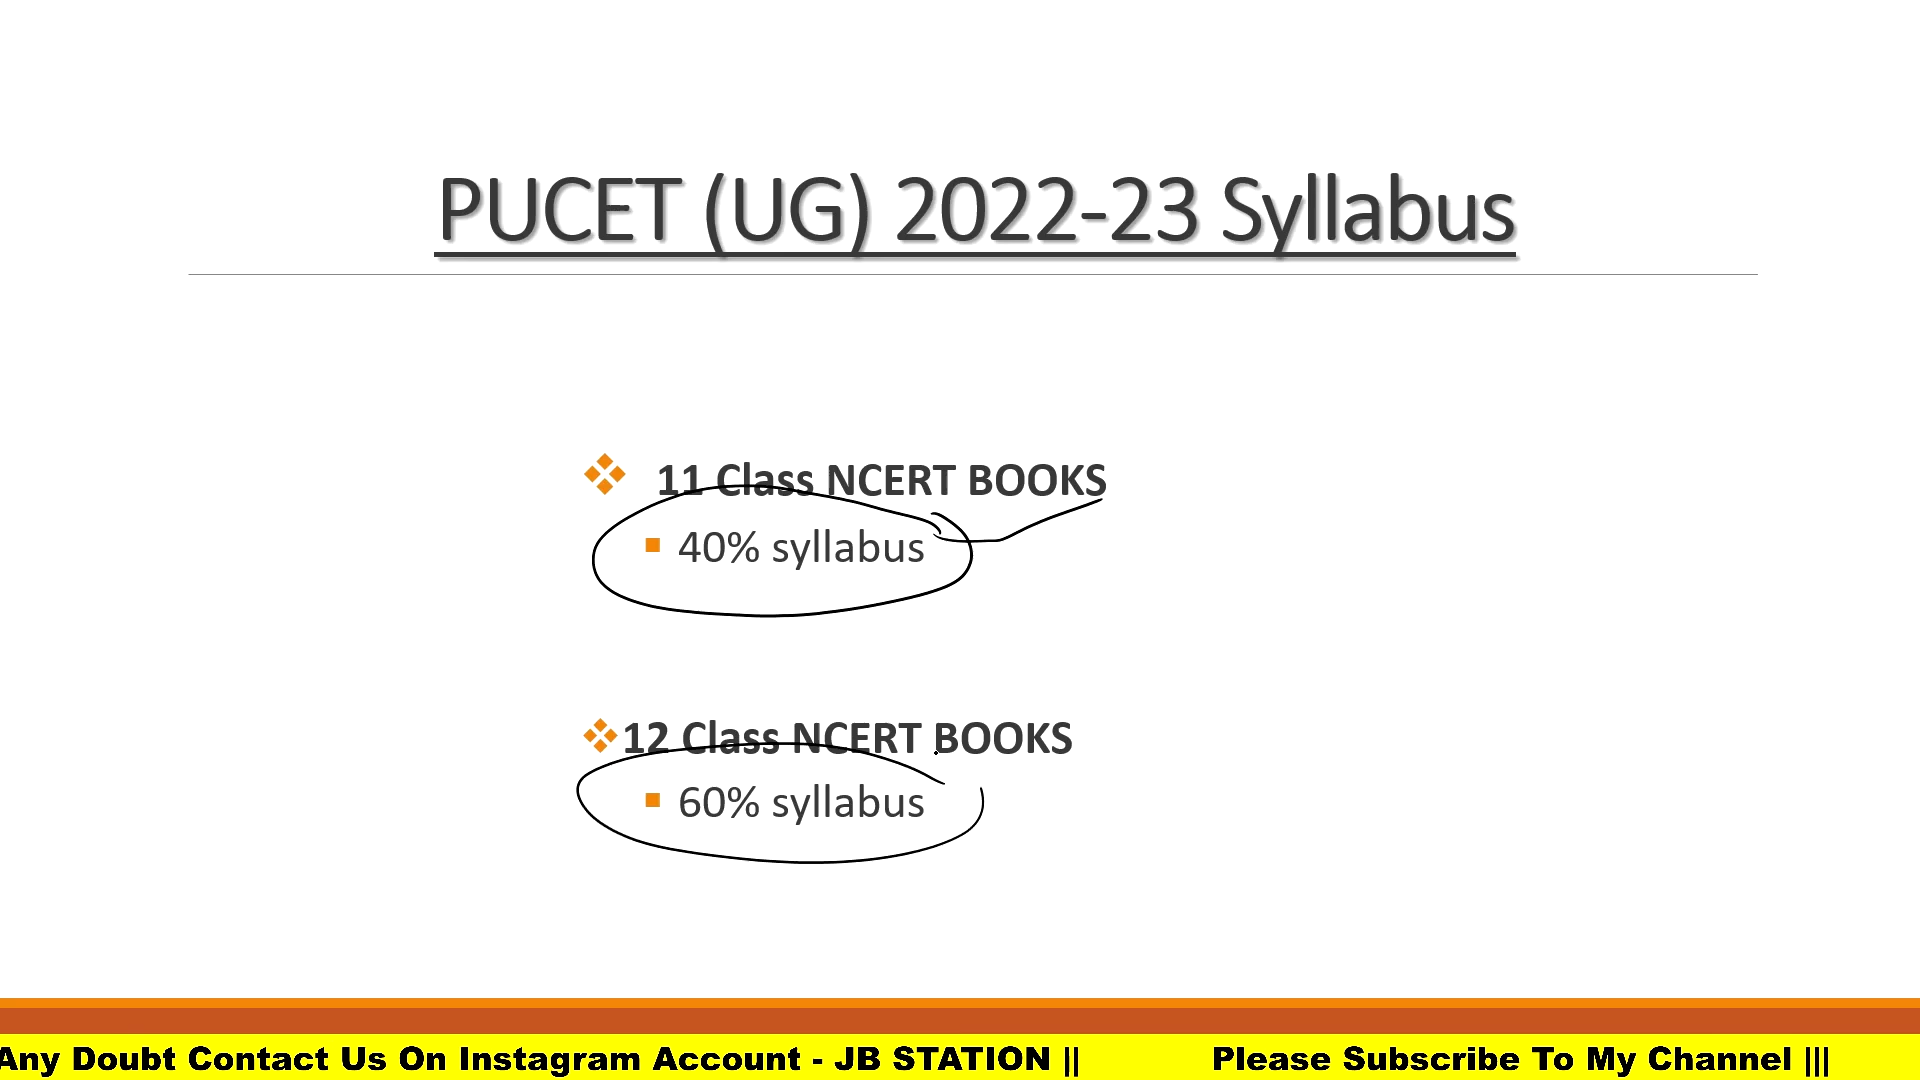 PUCET (UG) 2022-23 Syllabus
11 Class NCERT BOOKS
40% syllabus
12 Class NCERT BOOKS
60% syllabus
Any Doubt Contact Us On Instagram Account - JB STATION || Please Subscribe To My Channel |||